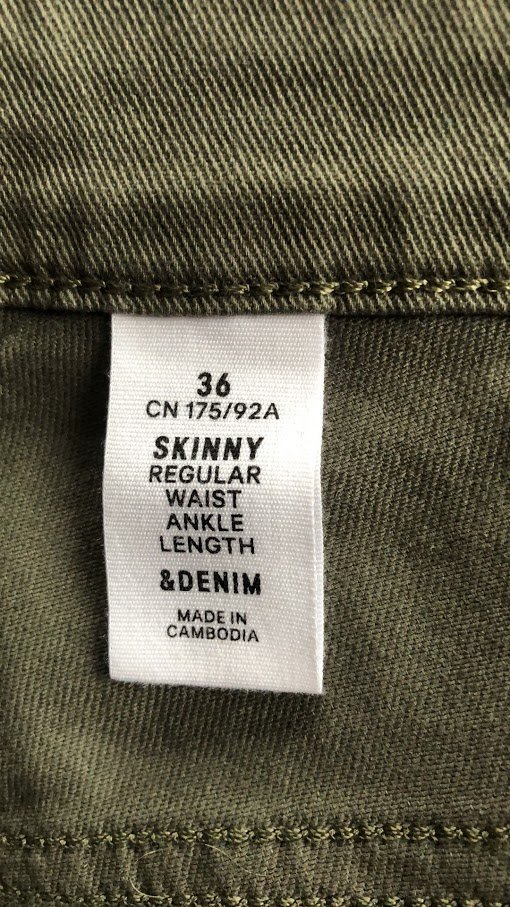 36
CN 175/92A
SKINNY
REGULAR
WAIST
ANKLE
LENGTH
&DENIM
MADE IN
CAMBODIA